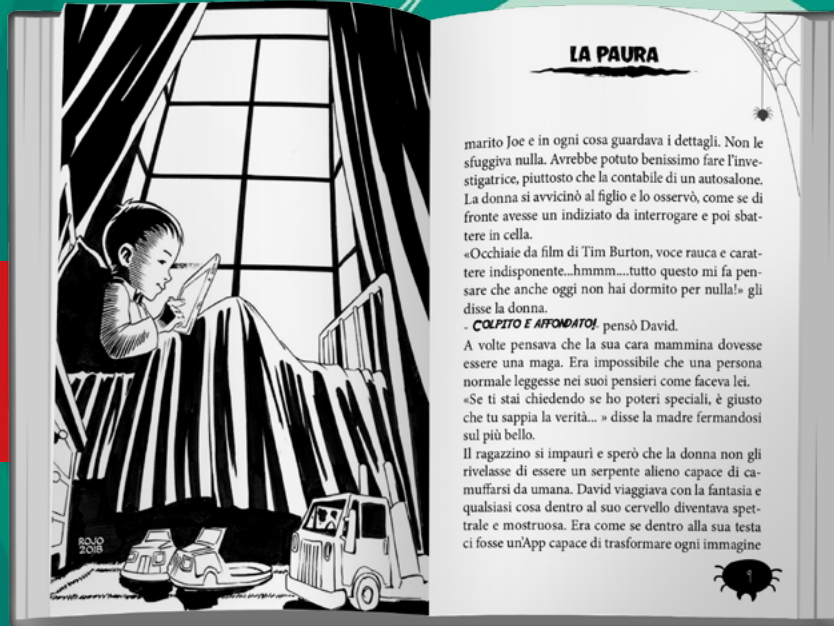 ROJO
2018
LA PAURA
marito Joe e in ogni cosa guardava i dettagli. Non le
sfuggiva nulla. Avrebbe potuto benissimo fare l'inve-
stigatrice, piuttosto che la contabile di un autosalone.
La donna si avvicinò al figlio e lo osservò, come se di
fronte avesse un indiziato da interrogare e poi sbat-
tere in cella.
«Occhiaie da film di Tim Burton, voce rauca e carat-
tere indisponente...hmmm....tutto questo mi fa pen-
sare che anche oggi non hai dormito per nulla!» gli
disse la donna.
- COLPITO E AFFONDATO!- pensò David.
A volte pensava che la sua cara mammina dovesse
essere una maga. Era impossibile che una persona
normale leggesse nei suoi pensieri come faceva lei.
«Se ti stai chiedendo se ho poteri speciali, è giusto
che tu sappia la verità... » disse la madre fermandosi
sul più bello.
Il ragazzino si impaurì e sperò che la donna non gli
rivelasse di essere un serpente alieno capace di ca-
muffarsi da umana. David viaggiava con la fantasia e
qualsiasi cosa dentro al suo cervello diventava spet-
trale e mostruosa. Era come se dentro alla sua testa
ci fosse un'App capace di trasformare ogni immagine
9